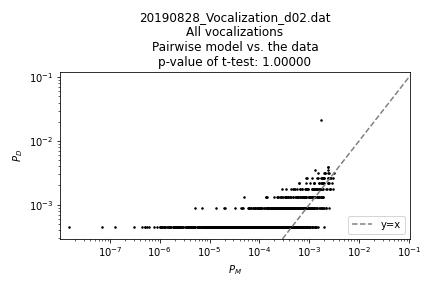 20190828_Vocalization_d02.dat
All vocalizations
Pairwise model vs. the data
p-value of t-test: 1.00000
10⁻¹
10⁻²
10⁻³
P_D
y=x
10⁻⁷ 10⁻⁶ 10⁻⁵ 10⁻⁴ 10⁻³ 10⁻² 10⁻¹
P_M